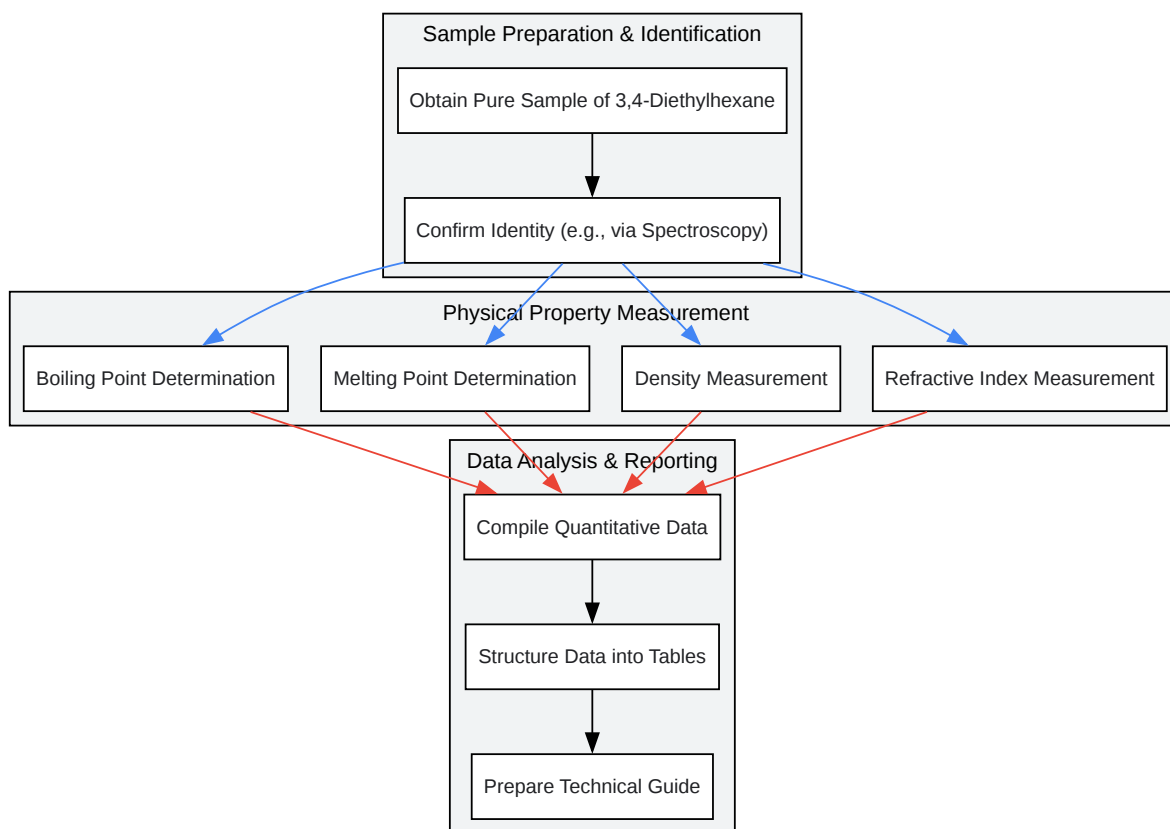 Sample Preparation & Identification
Obtain Pure Sample of 3,4-Diethylhexane
Confirm Identity (e.g., via Spectroscopy)
Physical Property Measurement
Boiling Point Determination
Melting Point Determination
Density Measurement
Refractive Index Measurement
Data Analysis & Reporting
Compile Quantitative Data
Structure Data into Tables
Prepare Technical Guide